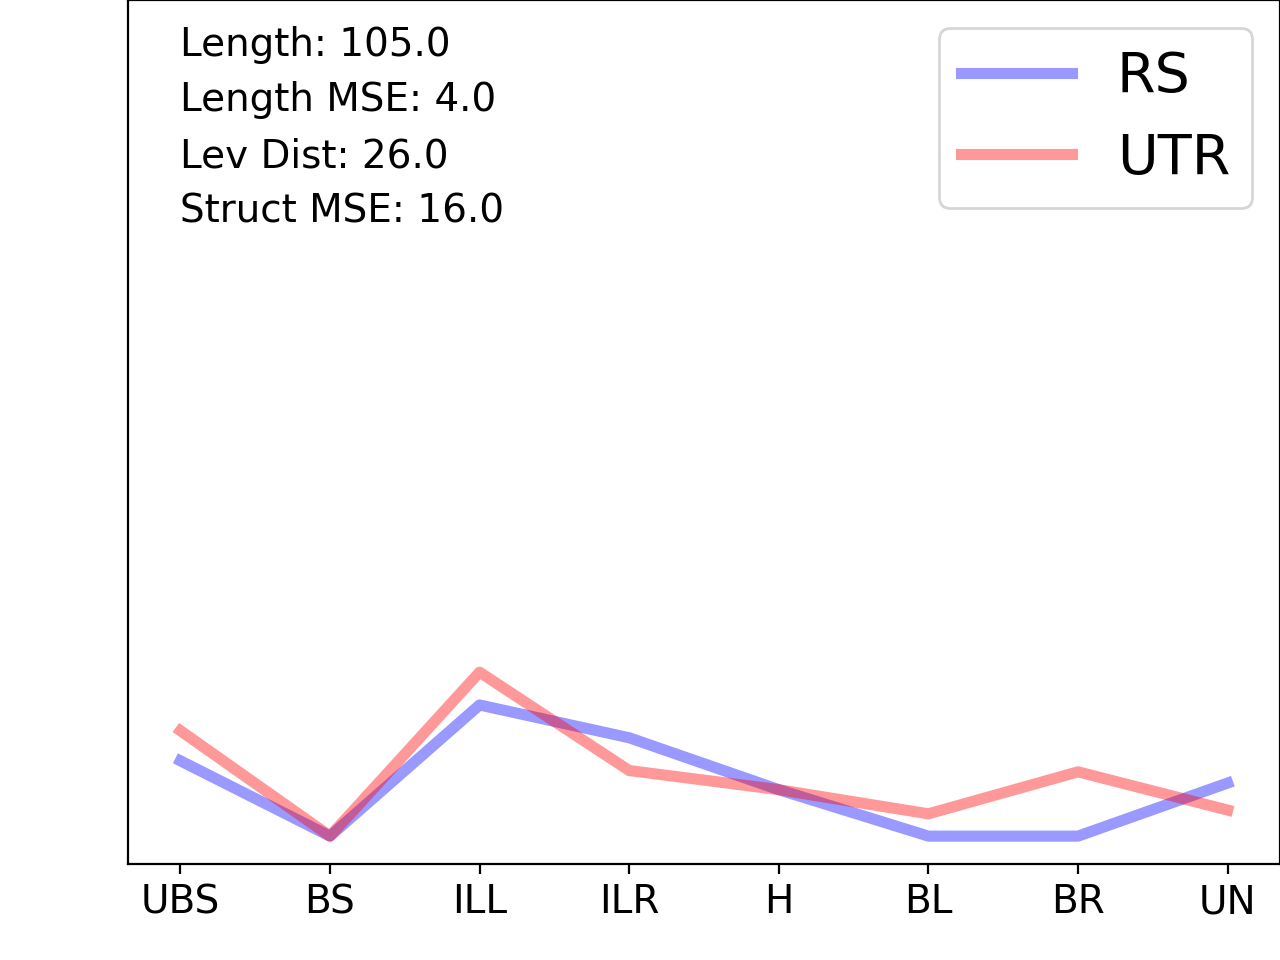 Length: 105.0
Length MSE: 4.0
Lev Dist: 26.0
Struct MSE: 16.0
RS
UTR
UBS BS ILL ILR H BL BR UN